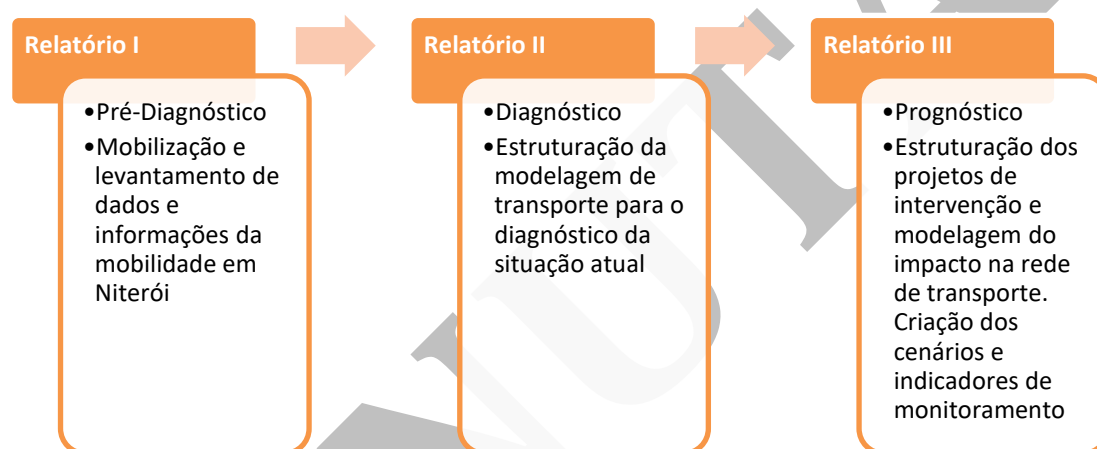 Relatório I
•Pré-Diagnóstico
•Mobilização e
levantamento de
dados e
informações da
mobilidade em
Niterói
Relatório II
•Diagnóstico
•Estruturação da
modelagem de
transporte para o
diagnóstico da
situação atual
Relatório III
•Prognóstico
•Estruturação dos
projetos de
intervenção e
modelagem do
impacto na rede
de transporte.
Criação dos
cenários e
indicadores de
monitoramento